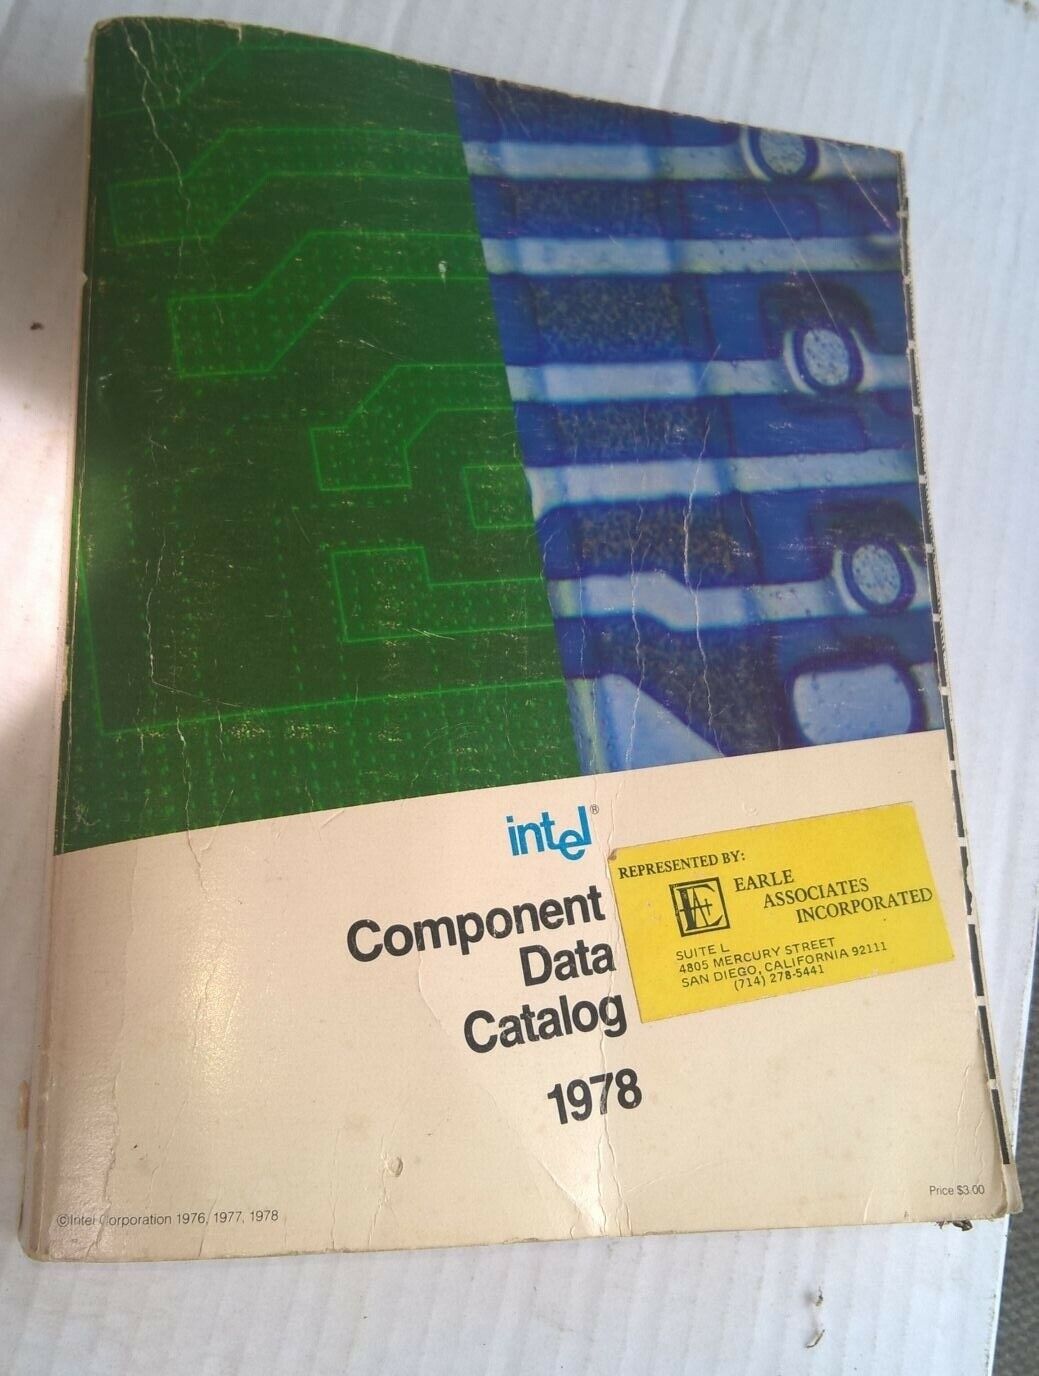 intel®
Component
Data
Catalog
1978
REPRESENTED BY:
EARLE
ASSOCIATES
INCORPORATED
SUITE L
4805 MERCURY STREET
SAN DIEGO, CALIFORNIA 92111
(714) 278-5441
Price $3.00
©Intel Corporation 1976, 1977, 1978